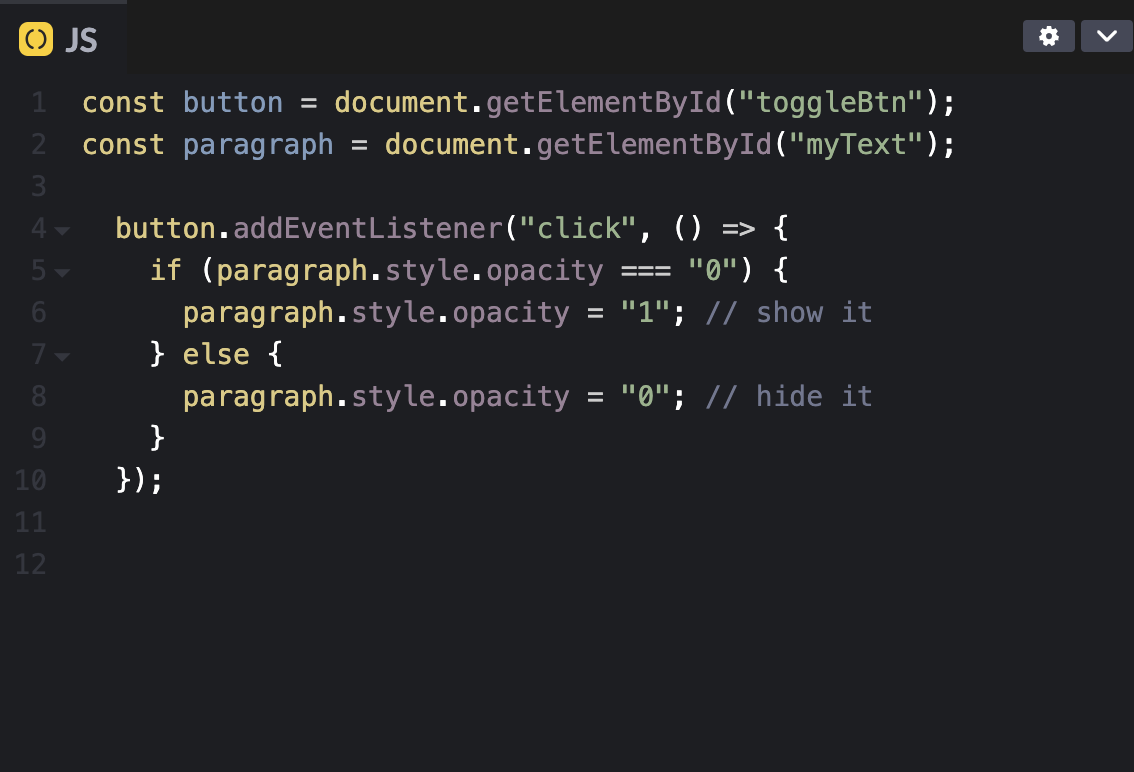 JS
1 const button = document.getElementById("toggleBtn");
2 const paragraph = document.getElementById("myText");
3
4   button.addEventListener("click", () => {
5     if (paragraph.style.opacity === "0") {
6       paragraph.style.opacity = "1"; // show it
7     } else {
8       paragraph.style.opacity = "0"; // hide it
9     }
10   });
11
12